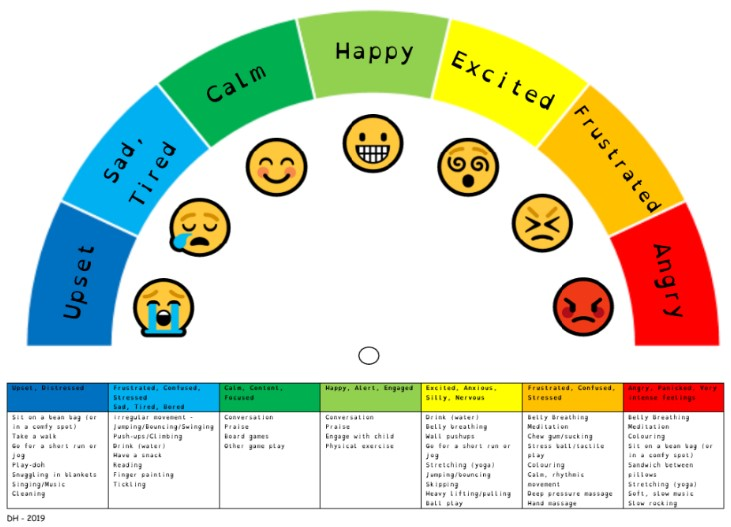 Happy
Calm
Excited
Sad,
Tired
Frustrated
Upset
Angry
Upset, Distressed
Sit on a bean bag (or
in a comfy spot)
Take a walk
Go for a short run or
jog
Play-doh
Snuggling in blankets
Singing/Music
Cleaning
Frustrated, Confused,
Stressed
Sad, Tired, Bored
Irregular movement -
Jumping/Bouncing/Swinging
Push-ups/Climbing
Drink (water)
Have a snack
Reading
Finger painting
Tickling
Calm, Content,
Focused
Conversation
Praise
Board games
Other game play
Happy, Alert, Engaged
Conversation
Praise
Engage with child
Physical exercise
Excited, Anxious,
Silly, Nervous
Drink (water)
Belly breathing
Wall pushups
Go for a short run or
jog
Stretching (yoga)
Jumping/bouncing
Skipping
Heavy lifting/pulling
Ball play
Frustrated, Confused,
Stressed
Belly Breathing
Meditation
Chew gum/sucking
Stress ball/tactile
play
Colouring
Calm, rhythmic
movement
Deep pressure massage
Hand massage
Angry, Panicked, Very
intense feelings
Belly Breathing
Meditation
Colouring
Sit on a bean bag (or
in a comfy spot)
Sandwich between
pillows
Stretching (yoga)
Soft, slow music
Slow rocking
DH - 2019